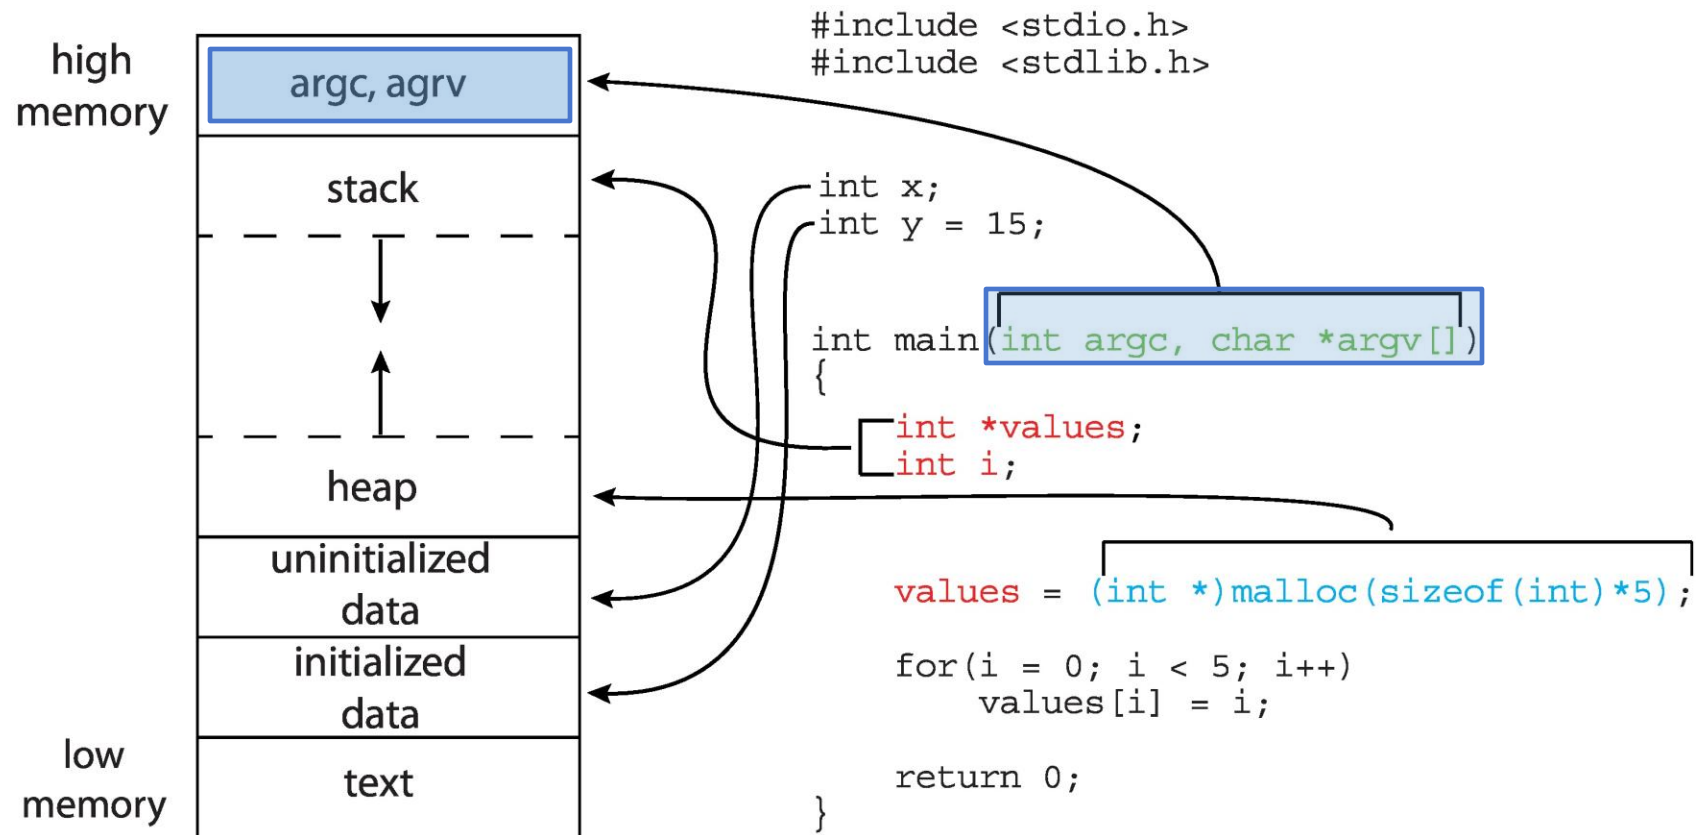 high
memory
argc, agrv
stack
heap
uninitialized
data
initialized
data
low
memory
text
#include <stdio.h>
#include <stdlib.h>
int x;
int y = 15;
int main(int argc, char *argv[])
{
int *values;
int i;
values = (int *)malloc(sizeof(int)*5);
for(i = 0; i < 5; i++)
values[i] = i;
return 0;
}